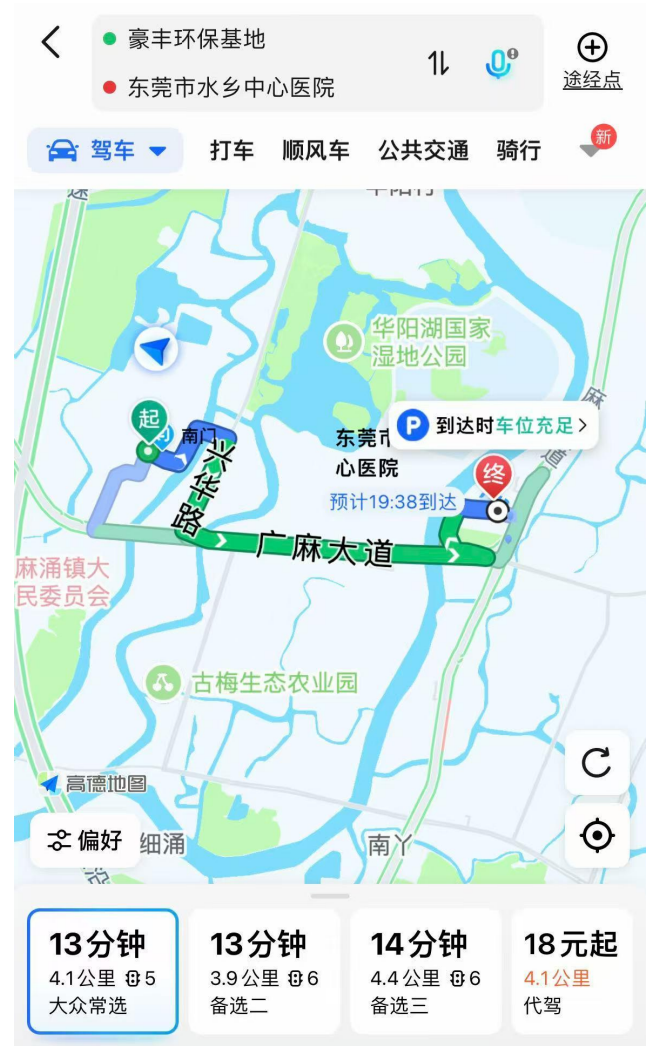 豪丰环保基地
东莞市水乡中心医院
途经点
驾车
打车
顺风车
公共交通
骑行
新
速
华阳湖国家
湿地公园
麻
道
P 到达时车位充足
起
南门
兴华路
东莞市
心医院
终
预计19:38到达
广麻大道
麻涌镇大
民委员会
古梅生态农业园
高德地图
偏好
细涌
南丫
沿
13分钟
4.1公里 5
大众常选
13分钟
3.9公里 6
备选二
14分钟
4.4公里 6
备选三
18元起
4.1公里
代驾